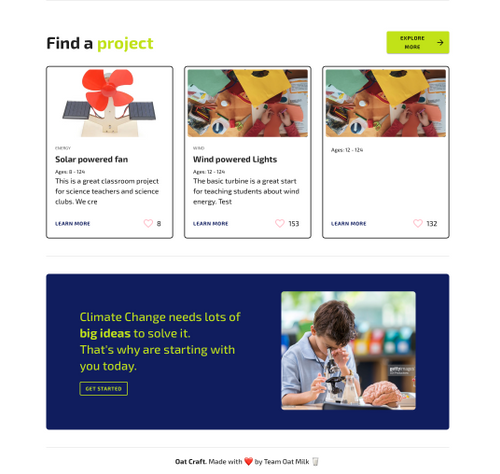 Find a project
EXPLORE
MORE
ENERGY
Solar powered fan
Ages: 8 - 124
This is a great classroom project
for science teachers and science
clubs. We cre
LEARN MORE
8
WIND
Wind powered Lights
Ages: 12 - 124
The basic turbine is a great start
for teaching students about wind
energy. Test
LEARN MORE
153
Ages: 12 - 124
LEARN MORE
132
Climate Change needs lots of
big ideas to solve it.
That's why are starting with
you today.
GET STARTED
gettyimages
Oat Craft. Made with ❤️ by Team Oat Milk 🥛